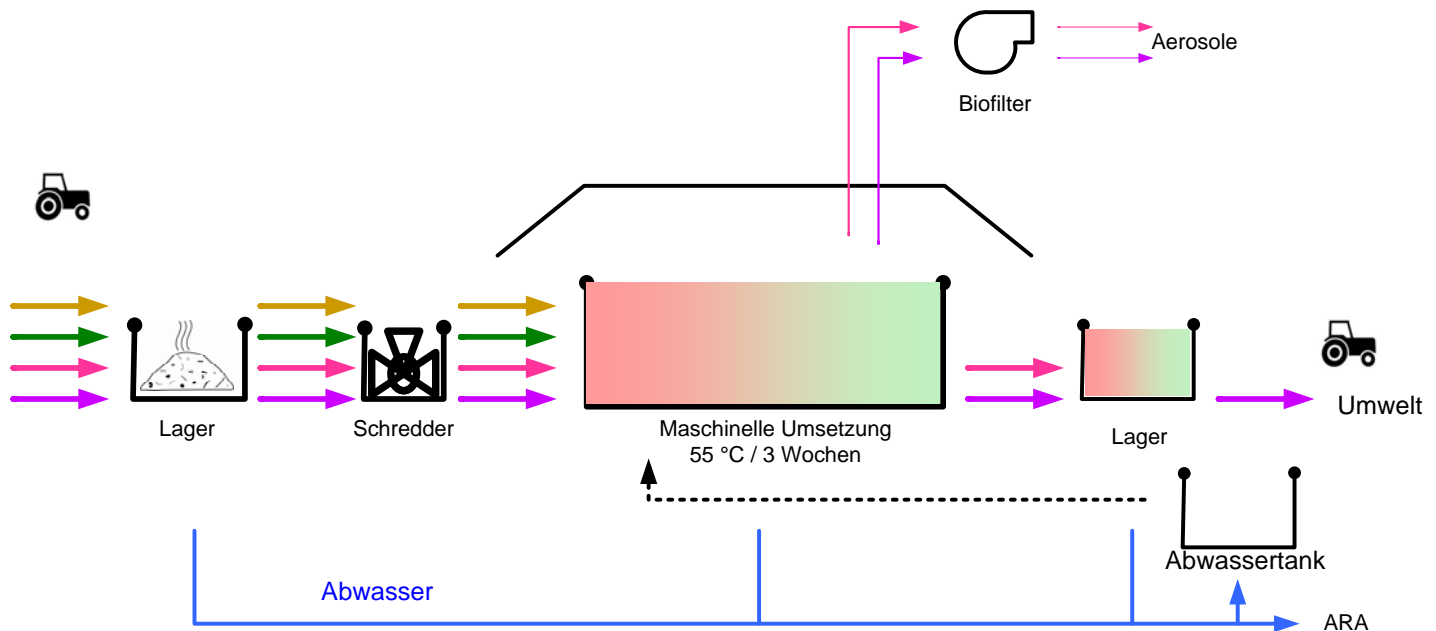 Aerosole
Biofilter
Lager
Schredder
Maschinelle Umsetzung
55 °C / 3 Wochen
Lager
Umwelt
Abwassertank
Abwasser
ARA